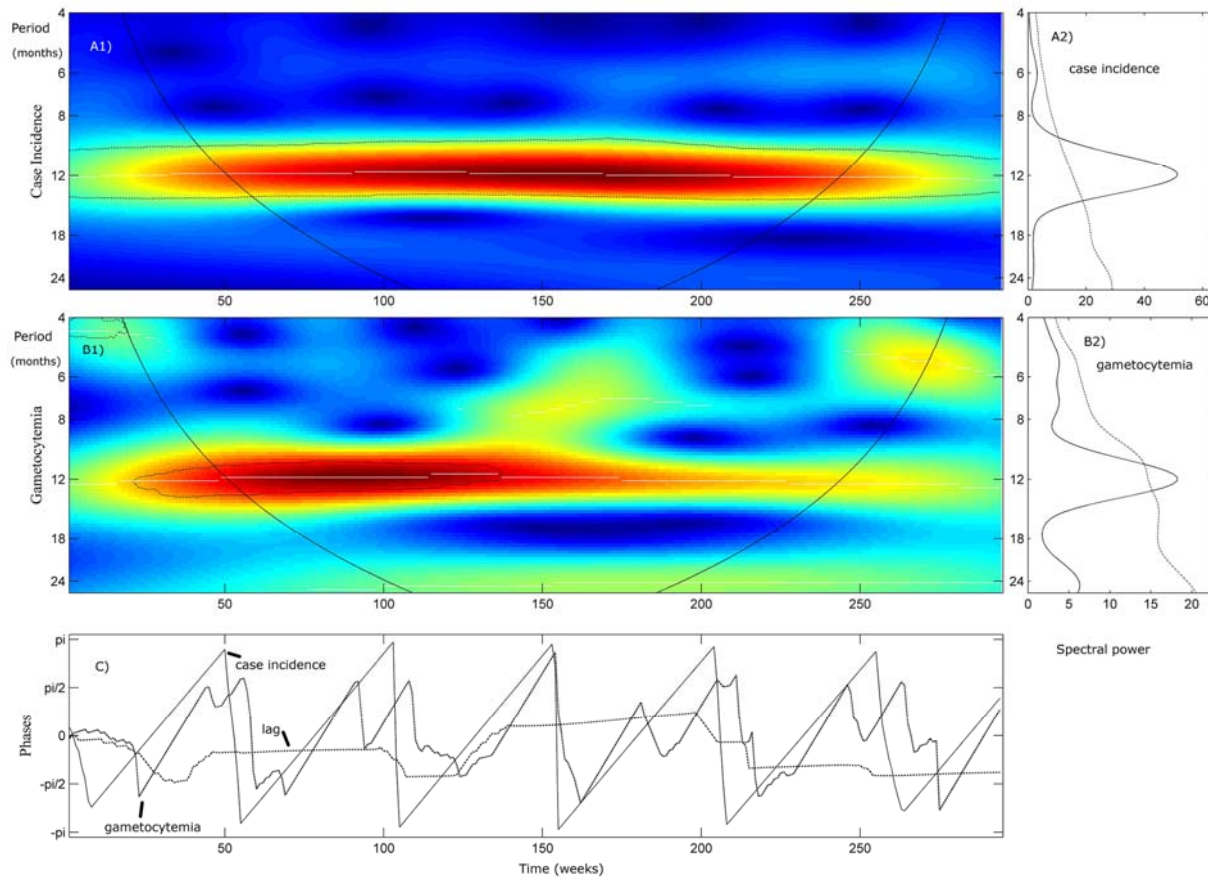 4
Period
(months)
A1)
6
8
Case Incidence
12
18
24
50
100
150
200
250
4
A2)
case incidence
6
8
12
18
24
0
20
40
60
4
Period
(months)
B1)
6
8
Gametocytemia
12
18
24
50
100
150
200
250
4
B2)
gametocytemia
6
8
12
18
24
0
5
10
15
20
Spectral power
pi
C)
case incidence
pi/2
lag
Phases
0
-pi/2
gametocytemia
-pi
50
100
150
200
250
Time (weeks)